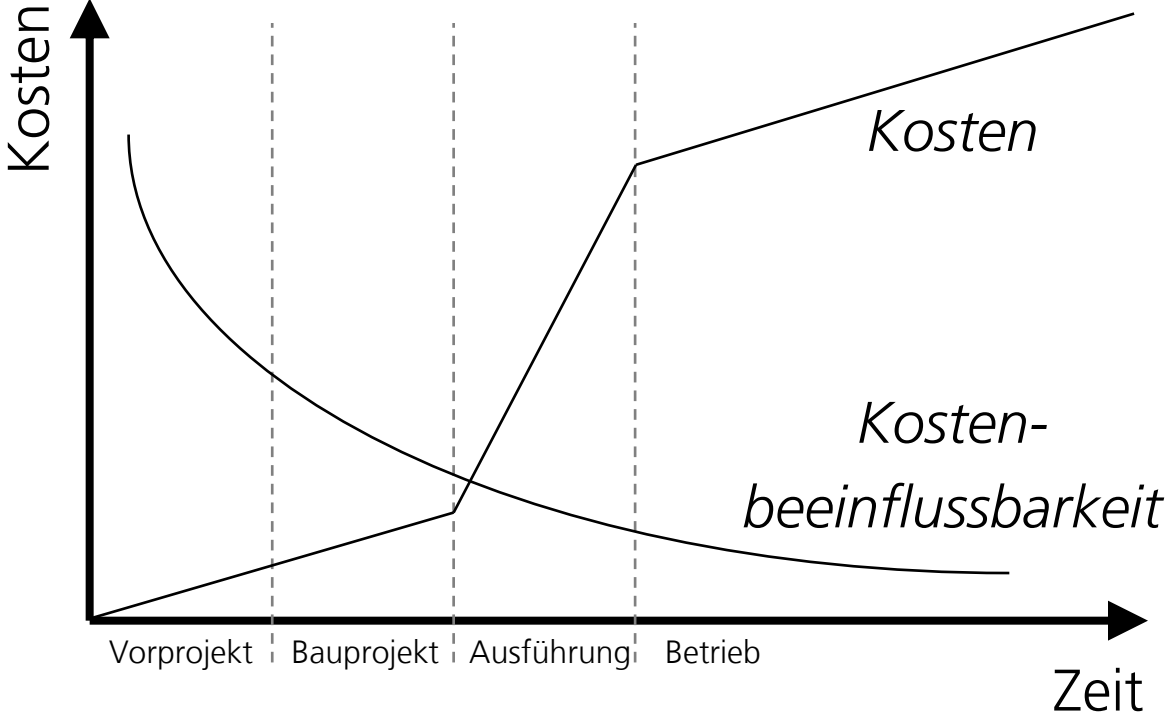 Kosten
Kosten
Kosten-
beeinflussbarkeit
Vorprojekt
Bauprojekt
Ausführung
Betrieb
Zeit